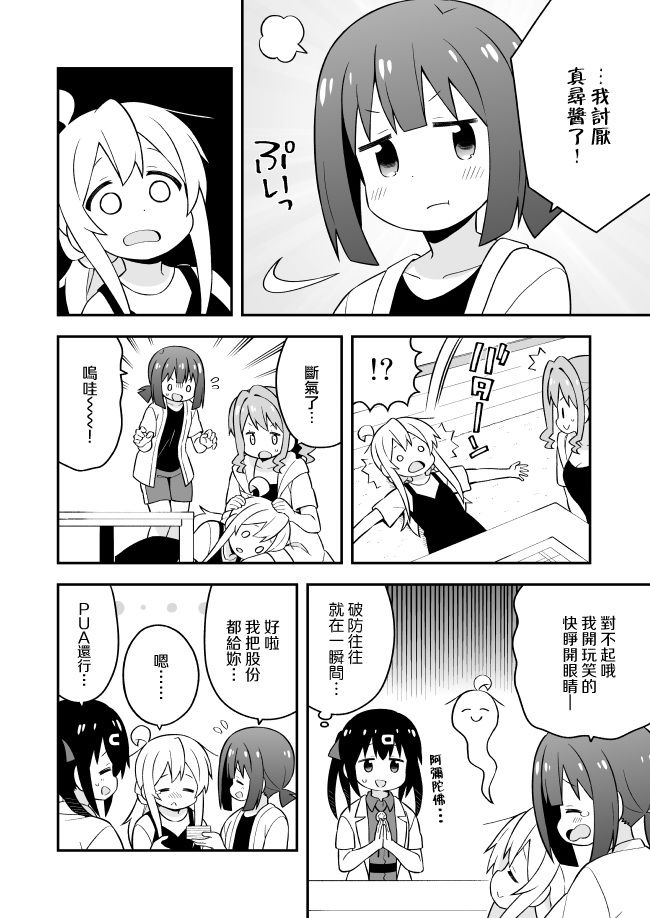 …我討厭
真尋醬了！
ぷいっ
バターン
！？
斷氣了…
嗚哇～～！
對不起哦
我開玩笑的
快睜開眼睛—
破防往往
就在一瞬間…
阿彌陀佛…
好啦
我把股份
都給妳…
嗯……
PUA還行…